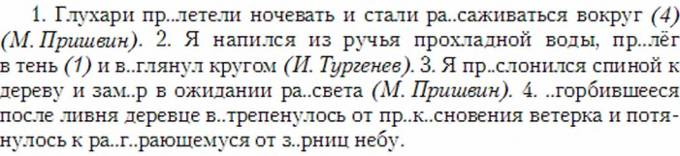 1. Глухари пр..летели ночевать и стали ра..саживаться вокруг (4)
(М. Пришвин). 2. Я напился из ручья прохладной воды, пр..лёг
в тень (1) и в..глянул кругом (И. Тургенев). 3. Я пр..слонился спиной к
дереву и зам..р в ожидании ра..света (М. Пришвин). 4. ..горбившееся
после ливня деревце в..трепенулось от пр..к..сновения ветерка и потя-
нулось к ра..г..рающемуся от з..рниц небу.